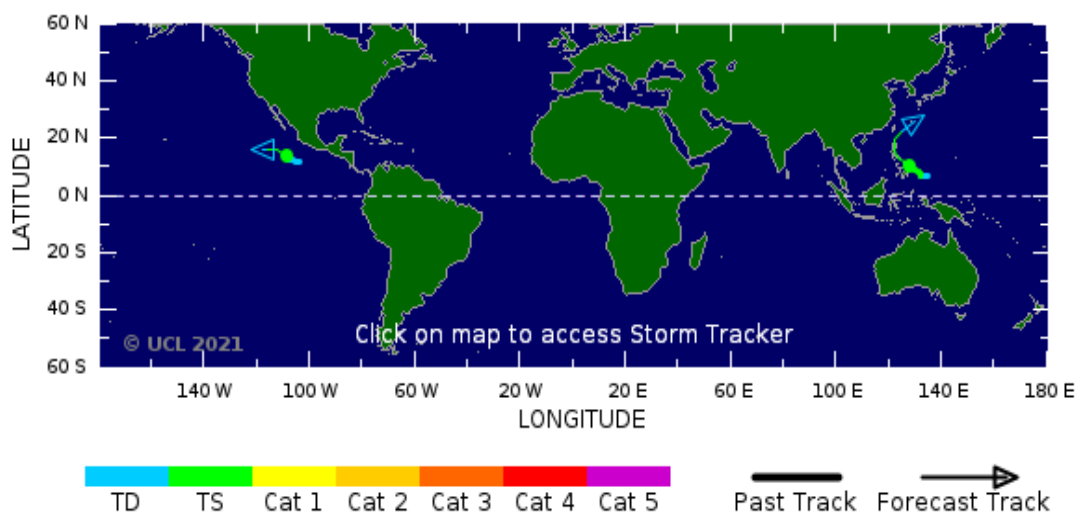 60 N
40 N
20 N
0 N
20 S
40 S
60 S
LATITUDE
Click on map to access Storm Tracker
© UCL 2021
140 W 100 W 60 W 20 W 20 E 60 E 100 E 140 E 180 E
LONGITUDE
TD TS Cat 1 Cat 2 Cat 3 Cat 4 Cat 5 Past Track Forecast Track